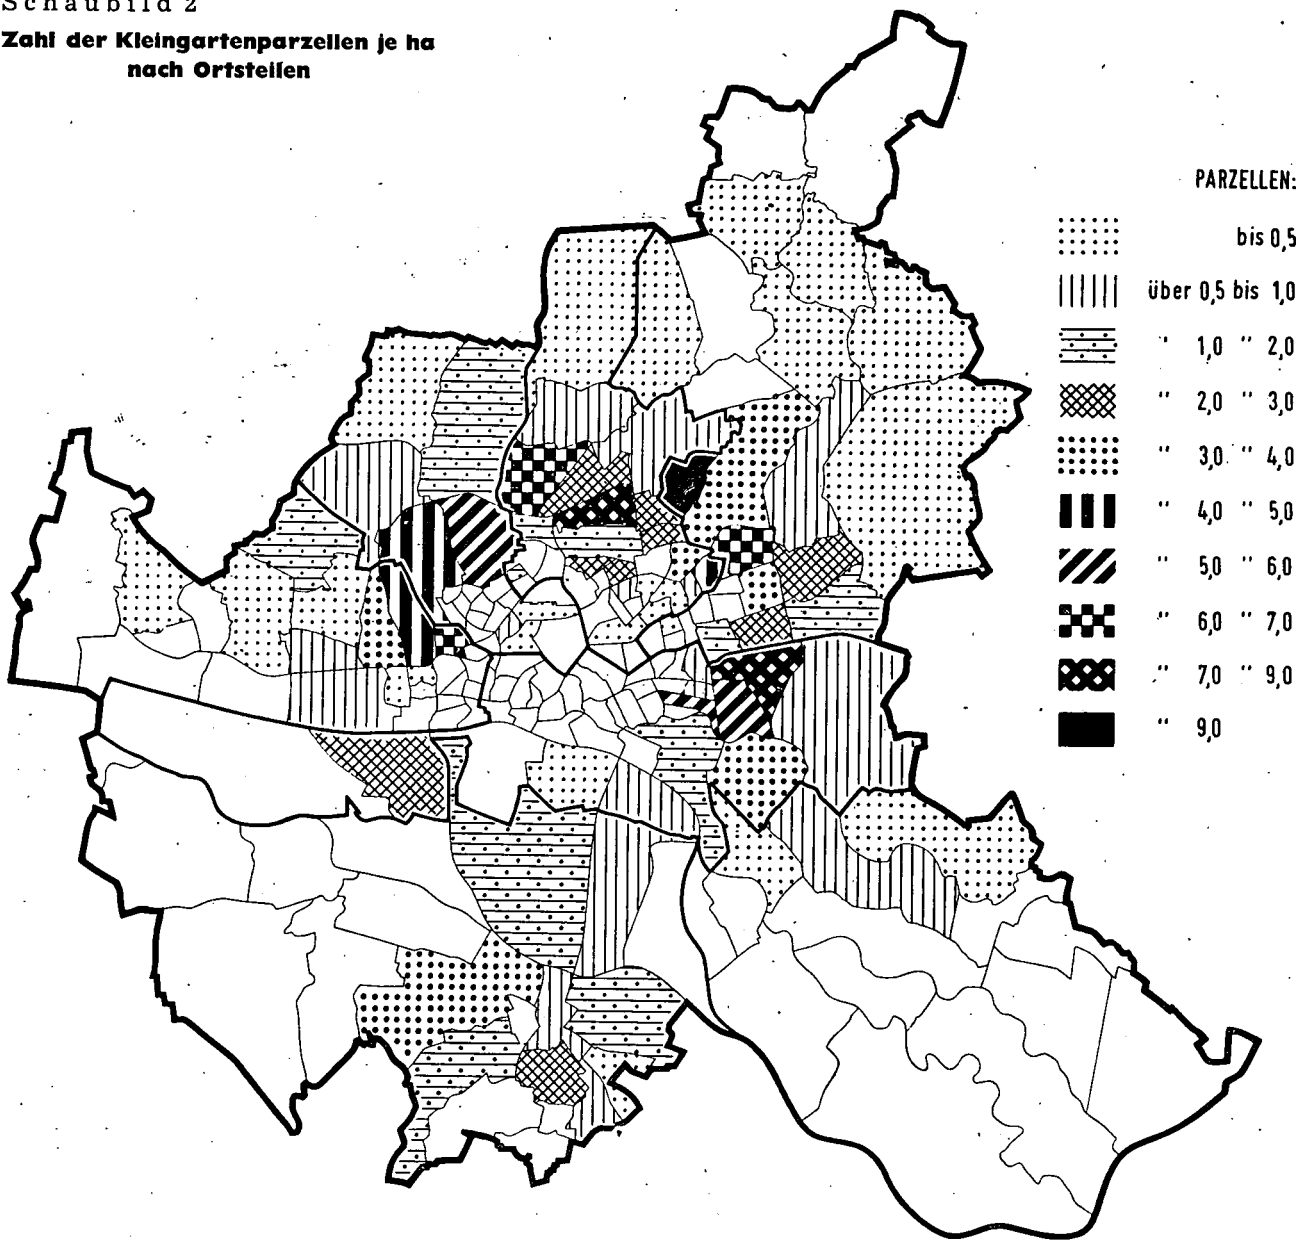 Schaubild 2
Zahl der Kleingartenparzellen je ha
nach Ortsteilen
PARZELLEN:
bis 0,5
über 0,5 bis 1,0
" 1,0 " 2,0
" 2,0 " 3,0
" 3,0 " 4,0
" 4,0 " 5,0
" 5,0 " 6,0
" 6,0 " 7,0
" 7,0 " 9,0
" 9,0